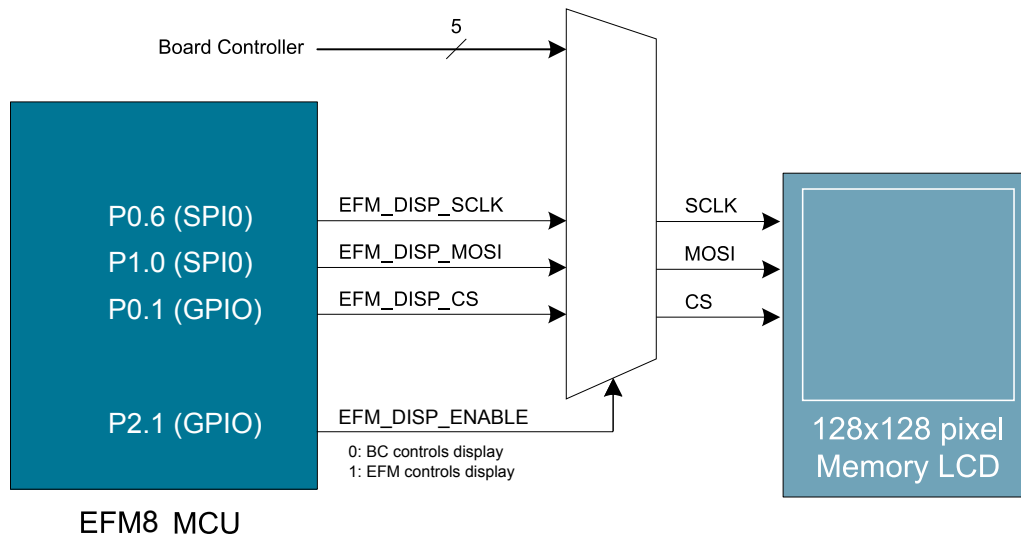 5
Board Controller
P0.6 (SPI0)
EFM_DISP_SCLK
SCLK
P1.0 (SPI0)
EFM_DISP_MOSI
MOSI
P0.1 (GPIO)
EFM_DISP_CS
CS
P2.1 (GPIO)
EFM_DISP_ENABLE
0: BC controls display
1: EFM controls display
128x128 pixel
Memory LCD
EFM8 MCU